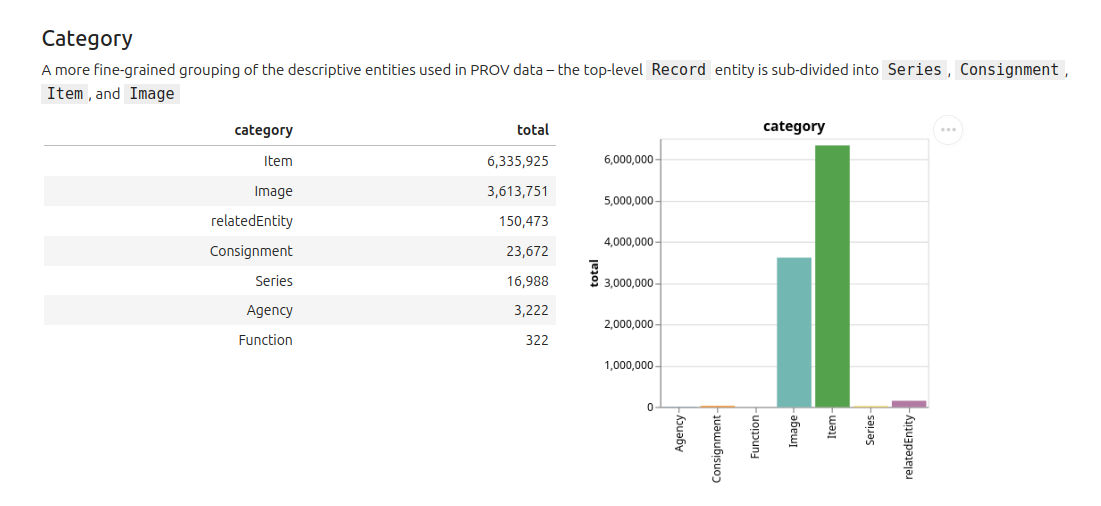 Category
A more fine-grained grouping of the descriptive entities used in PROV data – the top-level Record entity is sub-divided into Series , Consignment ,
Item , and Image
category total
Item 6,335,925
Image 3,613,751
relatedEntity 150,473
Consignment 23,672
Series 16,988
Agency 3,222
Function 322
category
total
6,000,000
5,000,000
4,000,000
3,000,000
2,000,000
1,000,000
0
Agency
Consignment
Function
Image
Item
Series
relatedEntity